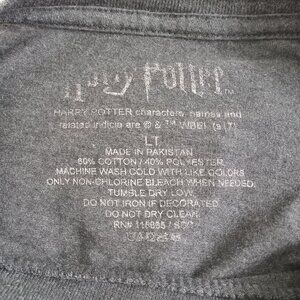 Harry Potter™
HARRY POTTER characters, names and
related indicia are © & ™ WBEI.
LT
MADE IN PAKISTAN
60% COTTON / 40% POLYESTER
MACHINE WASH COLD WITH LIKE COLORS
ONLY NON-CHLORINE BLEACH WHEN NEEDED.
TUMBLE DRY LOW.
DO NOT IRON IF DECORATED.
DO NOT DRY CLEAN.